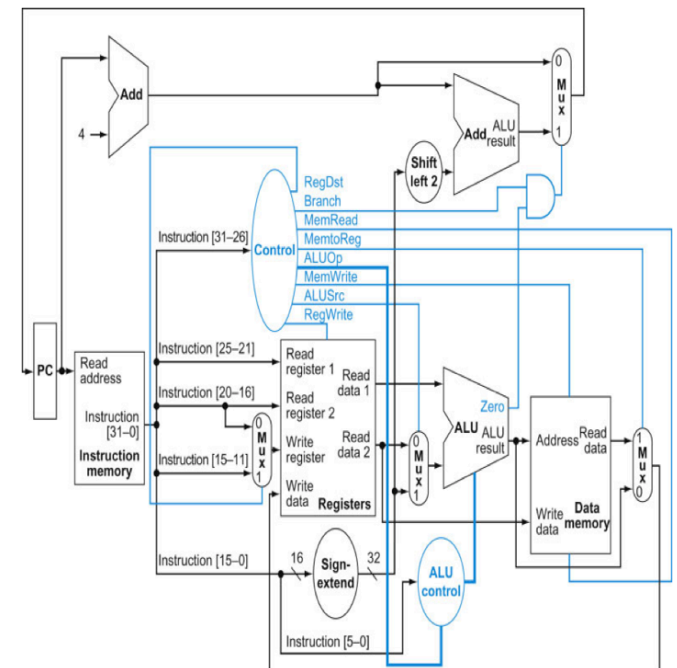 Add
4
Add
ALU
result
0
M
u
x
1
Shift
left 2
RegDst
Branch
MemRead
MemtoReg
ALUOp
MemWrite
ALUSrc
RegWrite
Control
Instruction [31–26]
Instruction [25–21]
Instruction [20–16]
Instruction [15–11]
Instruction [15–0]
Instruction [5–0]
PC
Read
address
Instruction
[31–0]
Instruction
memory
0
M
u
x
1
Read
register 1
Read
register 2
Write
register
Write
data
Read
data 1
Read
data 2
Registers
16
Sign-
extend
32
0
M
u
x
1
Zero
ALU
ALU
result
ALU
control
Address
Read
data
Write
data
Data
memory
1
M
u
x
0